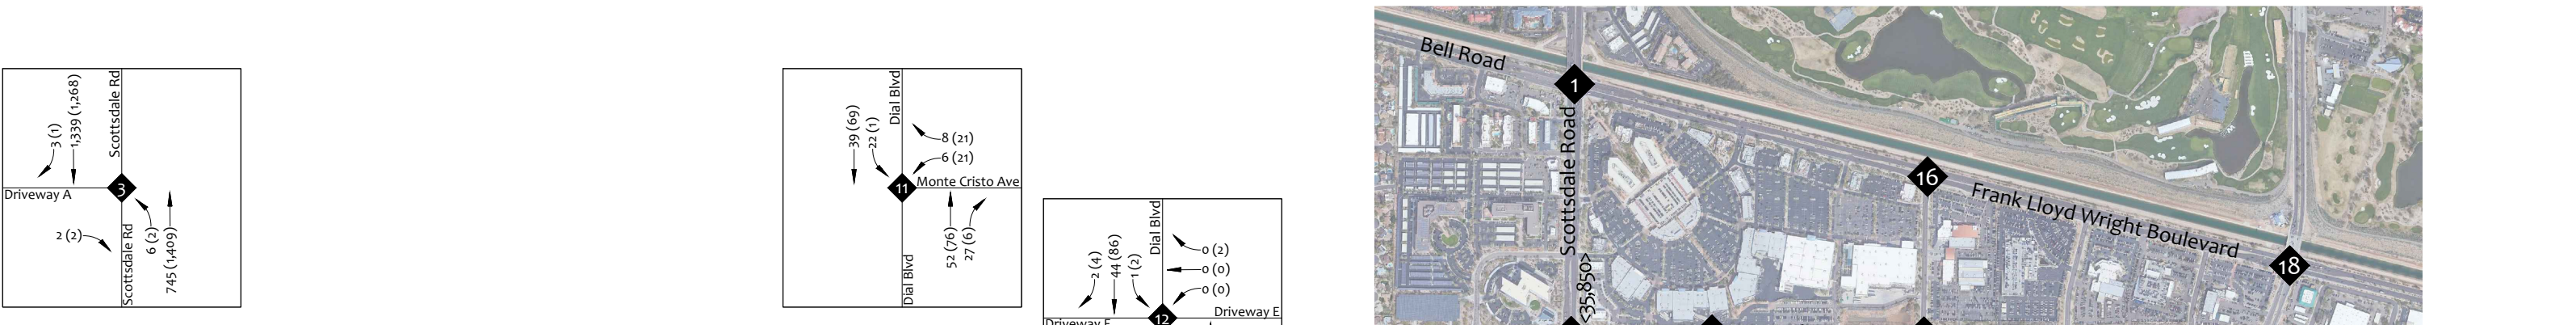 3 (1)
1,339 (1,268)
Scottsdale Rd
Driveway A
3
2 (2)
Scottsdale Rd
6 (2)
745 (1,409)
39 (69)
22 (1)
Dial Blvd
8 (21)
6 (21)
11
Monte Cristo Ave
Dial Blvd
52 (76)
27 (6)
2 (4)
44 (86)
1 (2)
Dial Blvd
0 (2)
0 (0)
0 (0)
12
Driveway E
Bell Road
1
Scottsdale Road
<35,850>
16
Frank Lloyd Wright Boulevard
18